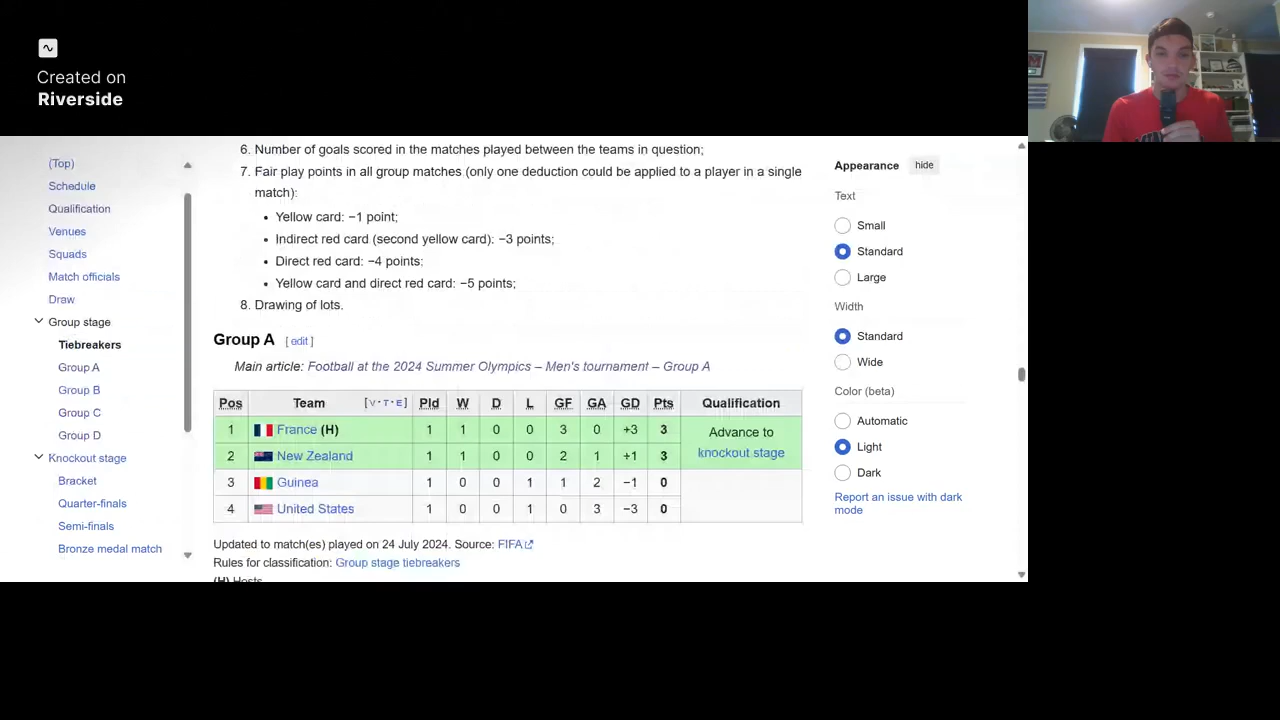 Created on
Riverside
(Top)
Schedule
Qualification
Venues
Squads
Match officials
Draw
Group stage
Tiebreakers
Group A
Group B
Group C
Group D
Knockout stage
Bracket
Quarter-finals
Semi-finals
Bronze medal match
6. Number of goals scored in the matches played between the teams in question;
7. Fair play points in all group matches (only one deduction could be applied to a player in a single
match):
• Yellow card: −1 point;
• Indirect red card (second yellow card): −3 points;
• Direct red card: −4 points;
• Yellow card and direct red card: −5 points;
8. Drawing of lots.
Group A [ edit ]
Main article: Football at the 2024 Summer Olympics – Men's tournament – Group A
Pos Team [ V · T · E ] Pld W D L GF GA GD Pts Qualification
1 France (H) 1 1 0 0 3 0 +3 3 Advance to
knockout stage
2 New Zealand 1 1 0 0 2 1 +1 3
3 Guinea 1 0 0 1 1 2 −1 0
4 United States 1 0 0 1 0 3 −3 0
Updated to match(es) played on 24 July 2024. Source: FIFA
Rules for classification: Group stage tiebreakers
(H) Hosts
Appearance hide
Text
Small
Standard
Large
Width
Standard
Wide
Color (beta)
Automatic
Light
Dark
Report an issue with dark
mode